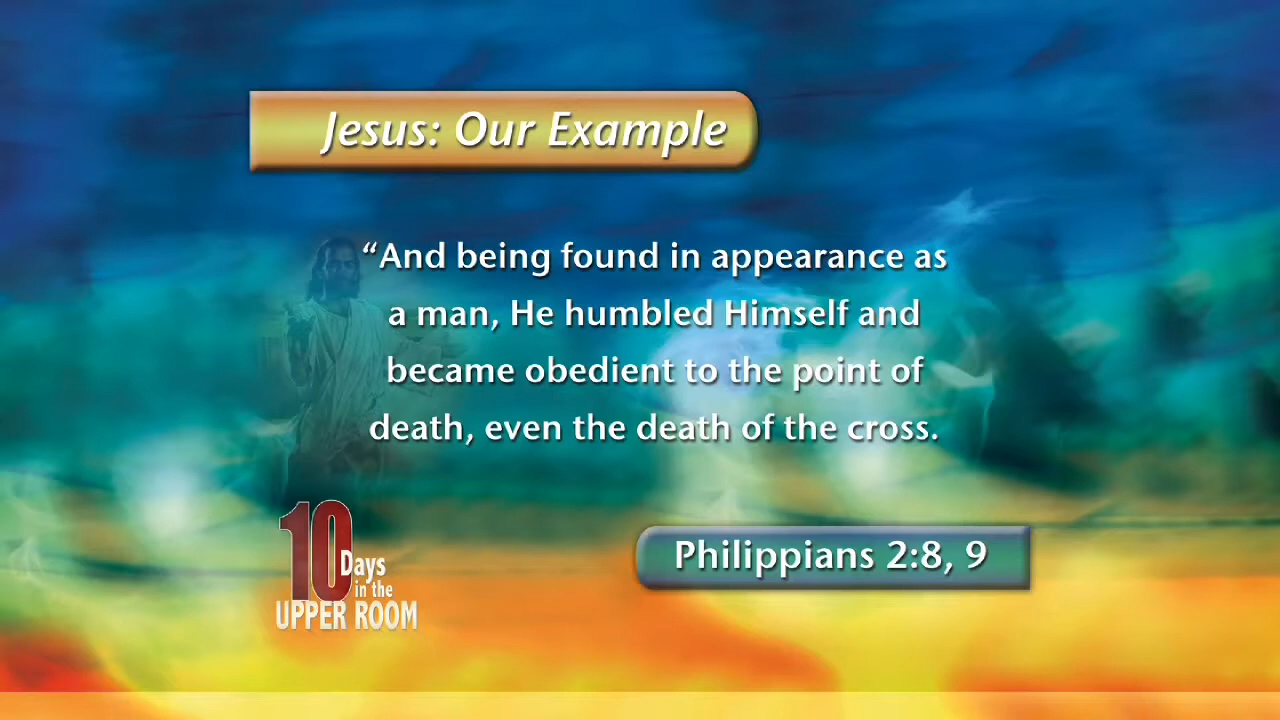 Jesus: Our Example
“And being found in appearance as
a man, He humbled Himself and
became obedient to the point of
death, even the death of the cross.
Philippians 2:8, 9
10
Days
in the
UPPER ROOM